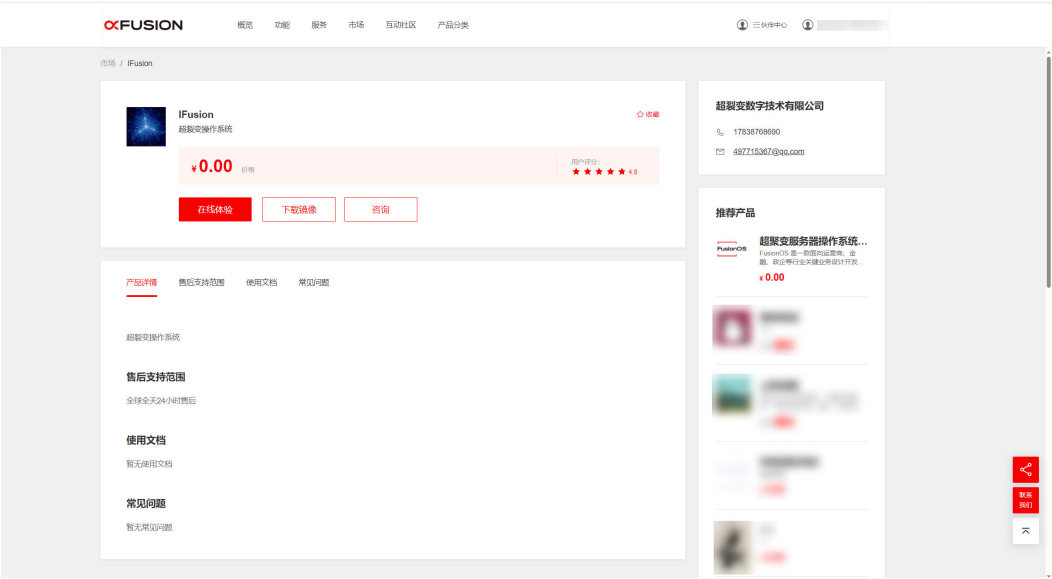 XFUSION
概览 功能 服务 市场 互动社区 产品分类
三伙伴中心
市场 / IFusion
IFusion
超裂变操作系统
收藏
¥0.00 价格
用户评分:
4.8
在线体验 下载镜像 咨询
产品详情 售后支持范围 使用文档 常见问题
超裂变操作系统
售后支持范围
全球全天24小时售后
使用文档
暂无使用文档
常见问题
暂无常见问题
超裂变数字技术有限公司
17838768690
497715367@qq.com
推荐产品
FusionOS
超聚变服务器操作系统...
FusionOS 是一款面向运营商、金
融、政企等行业关键业务设计开发...
¥0.00
联系
我们